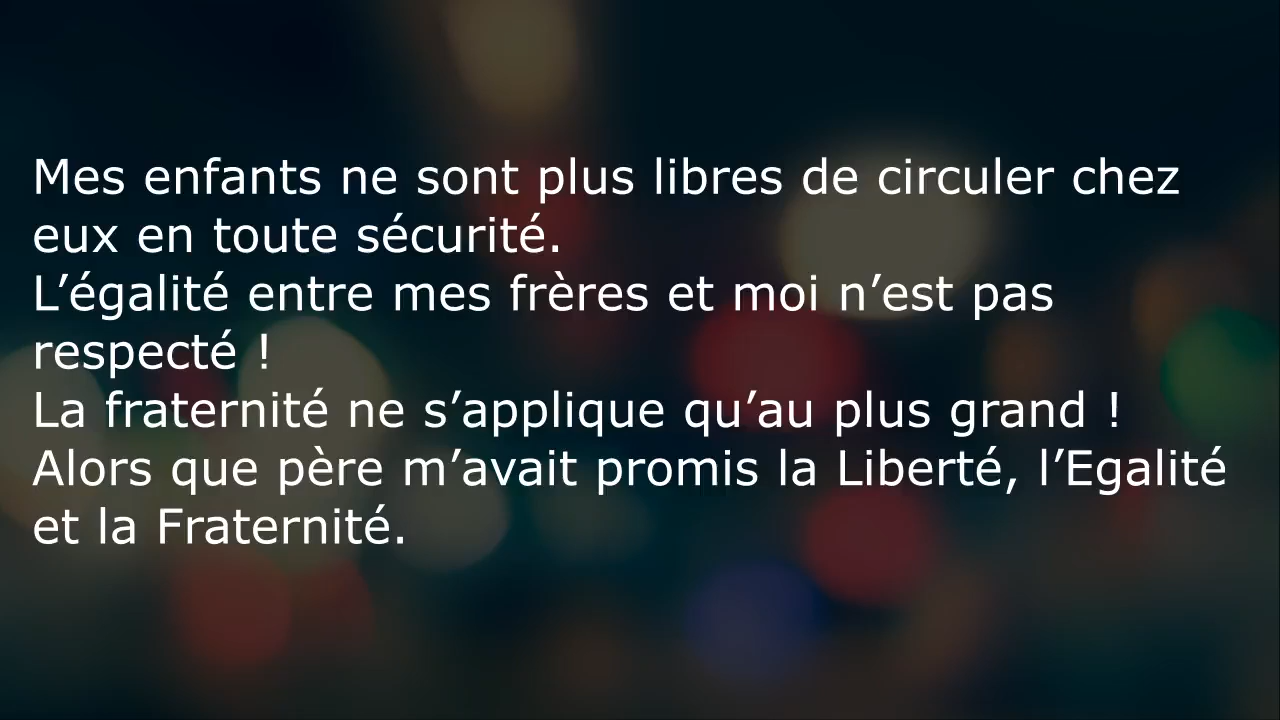 Mes enfants ne sont plus libres de circuler chez
eux en toute sécurité.
L’égalité entre mes frères et moi n’est pas
respecté !
La fraternité ne s’applique qu’au plus grand !
Alors que père m’avait promis la Liberté, l’Egalité
et la Fraternité.